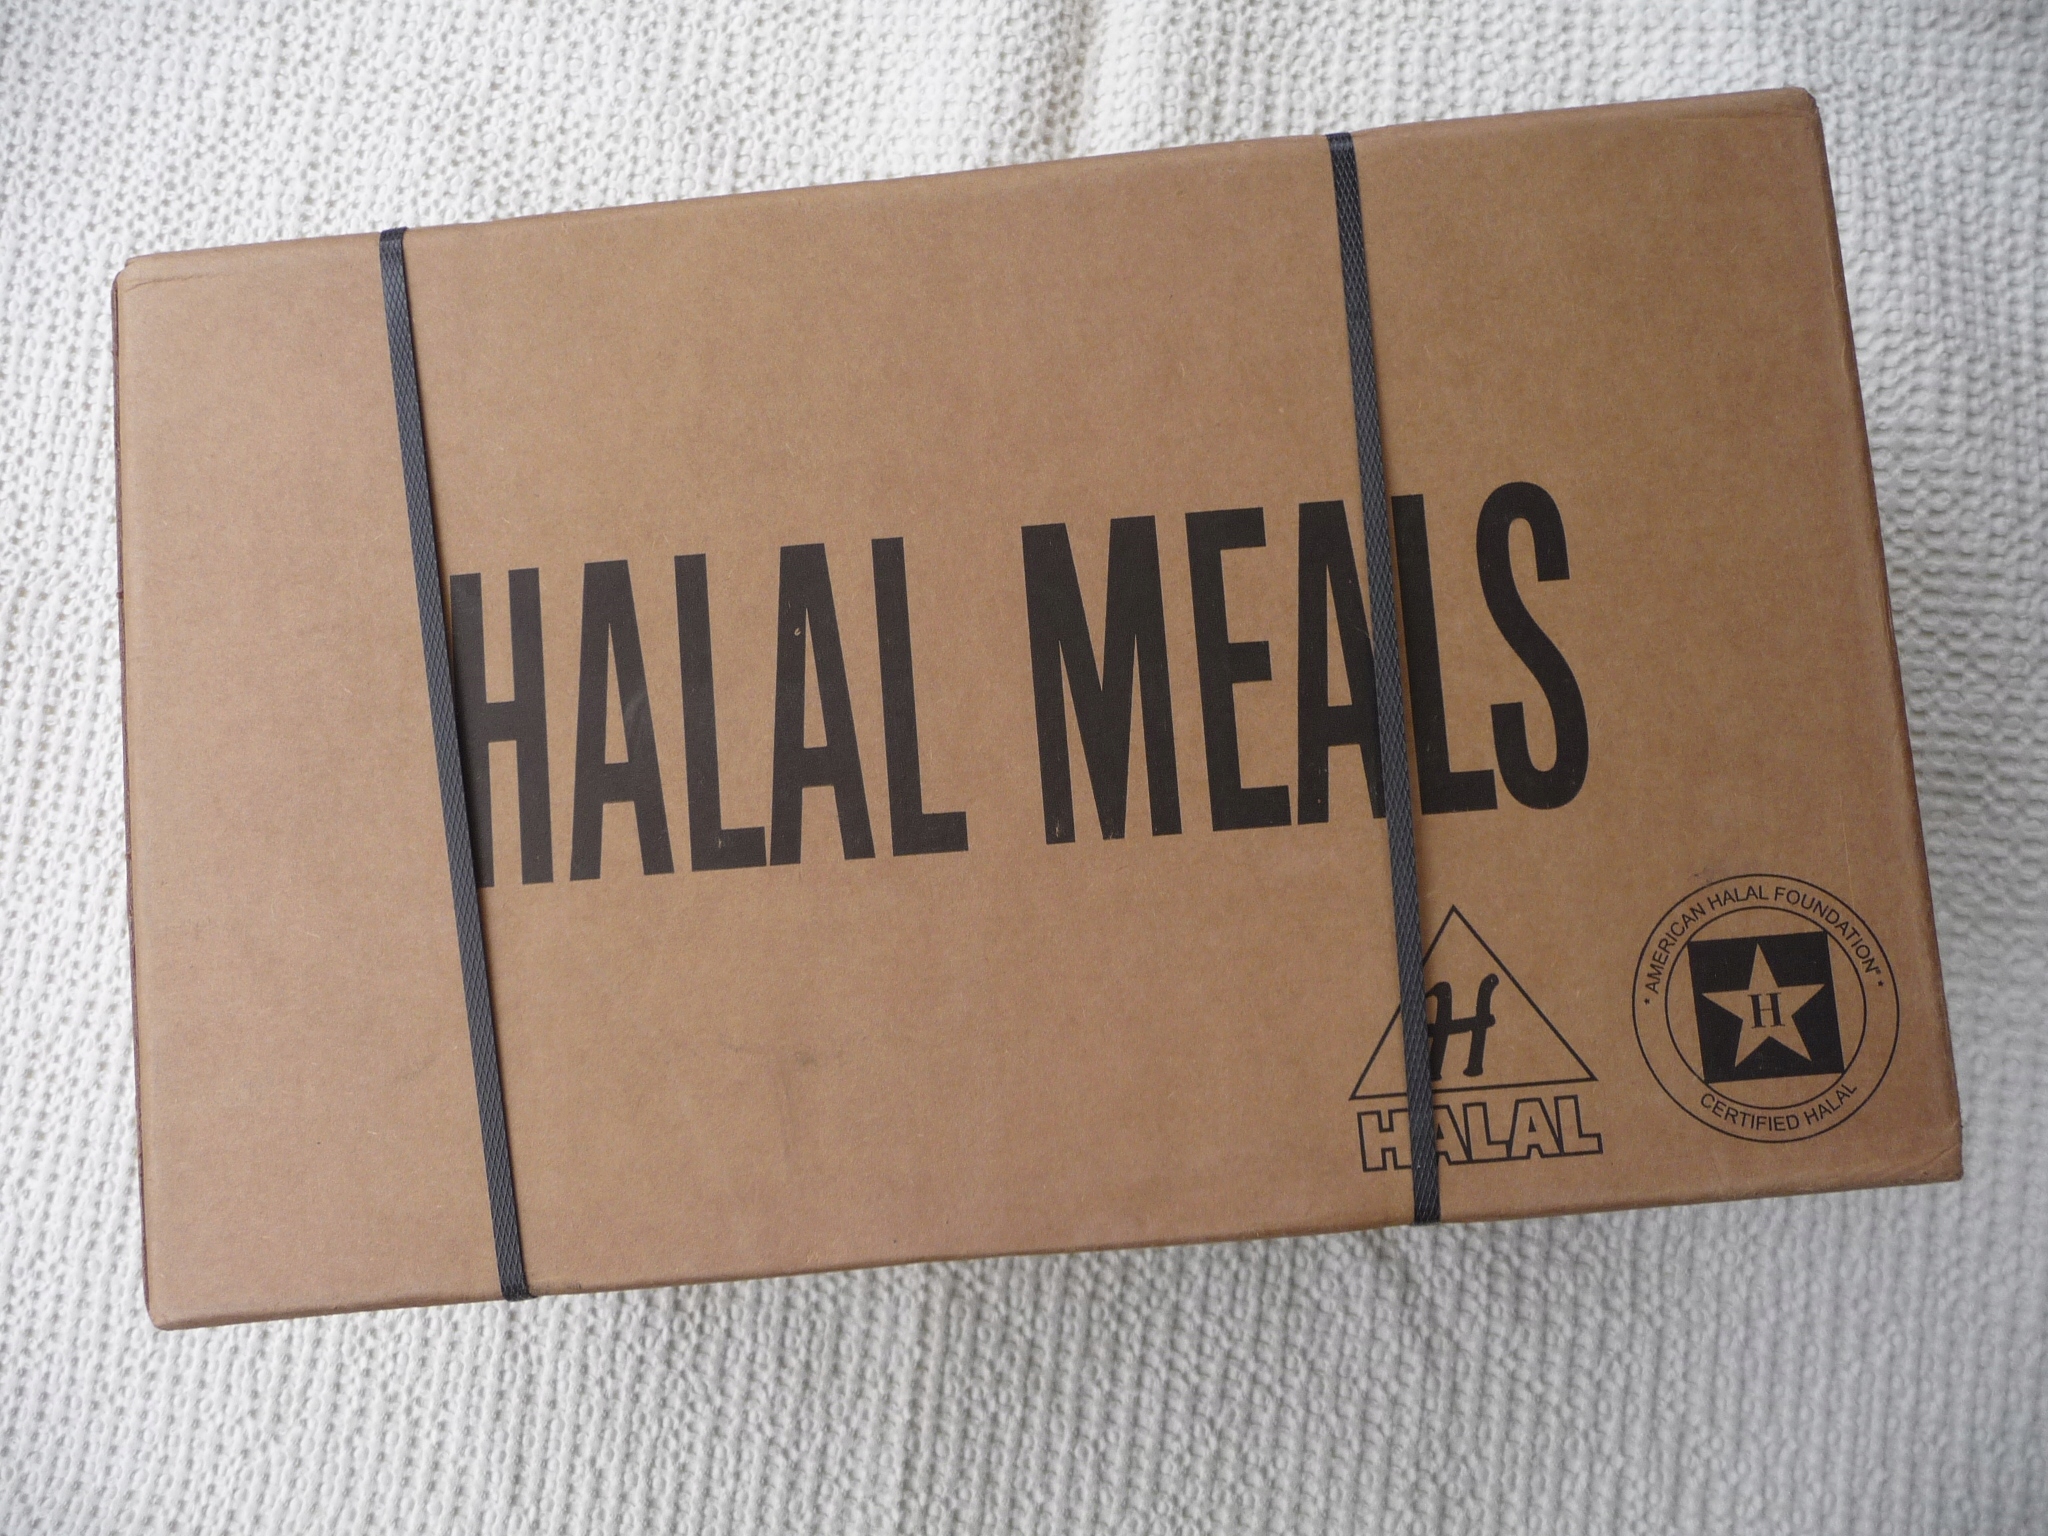 HALAL MEALS
H
HALAL
* AMERICAN HALAL FOUNDATION *
H
CERTIFIED HALAL